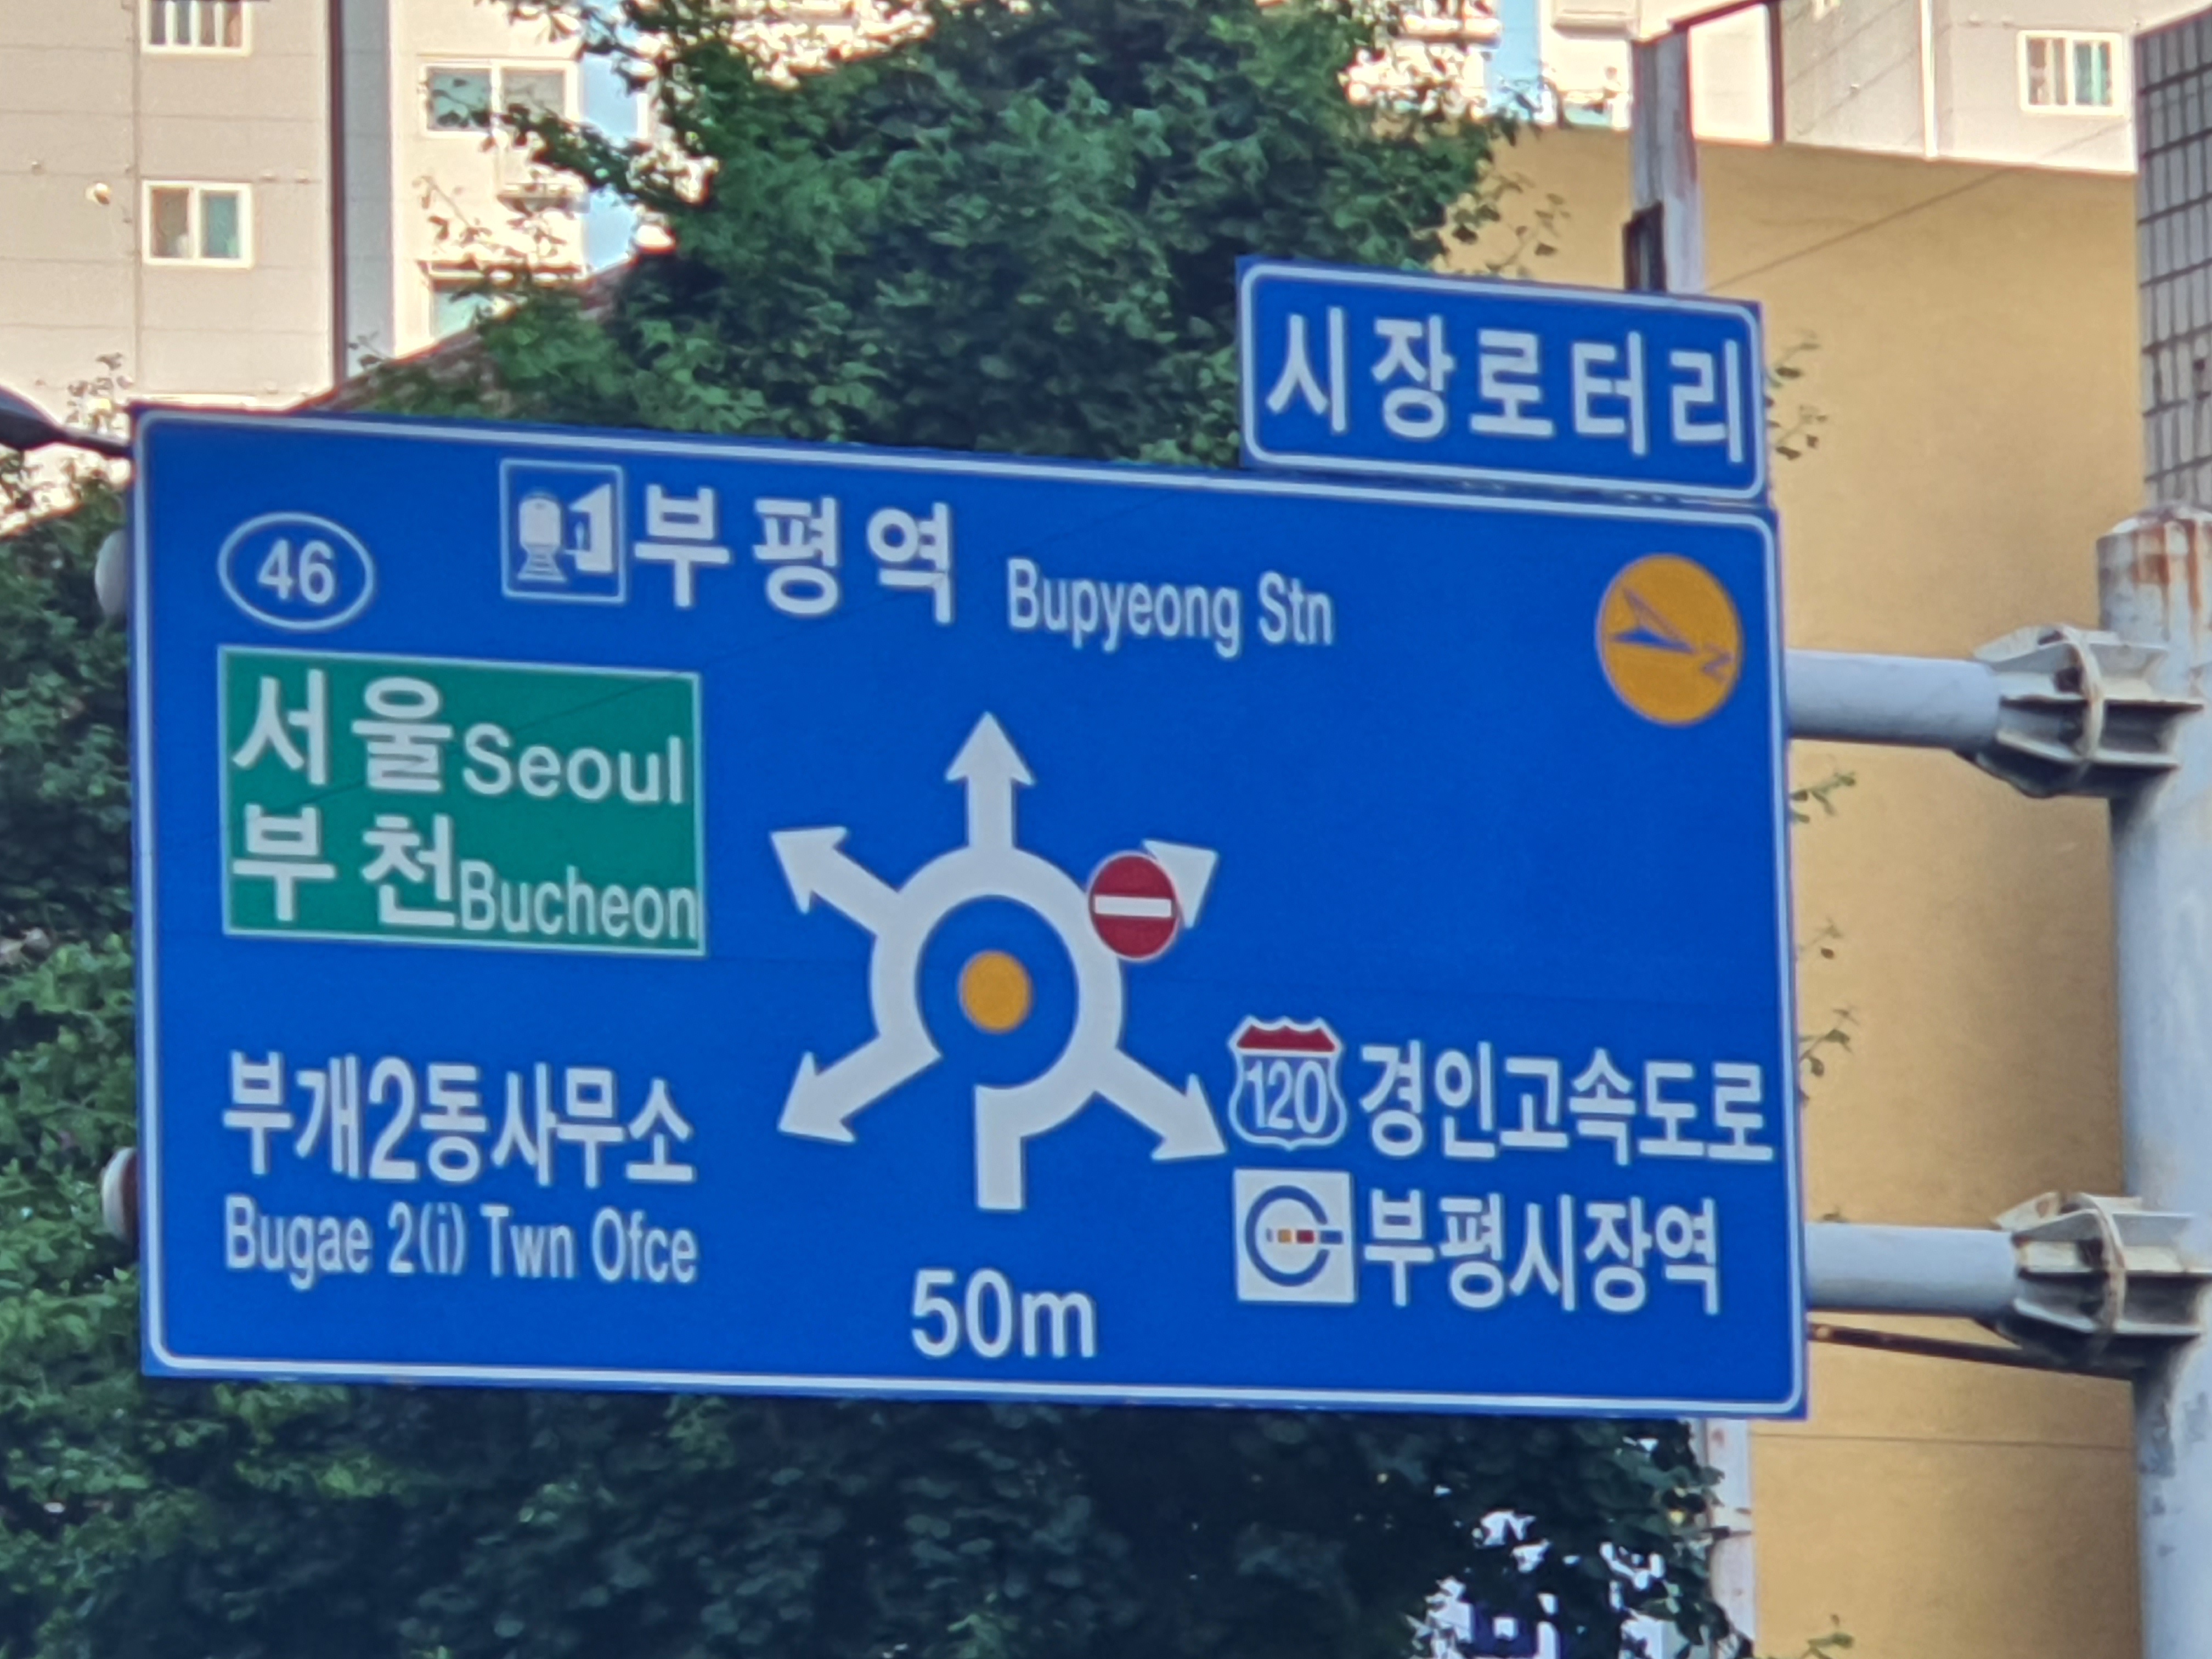 시장로터리
46
부평역 Bupyeong Stn
N
서울 Seoul
부천 Bucheon
120 경인고속도로
부평시장역
부개2동사무소
Bugae 2(i) Twn Ofce
50m